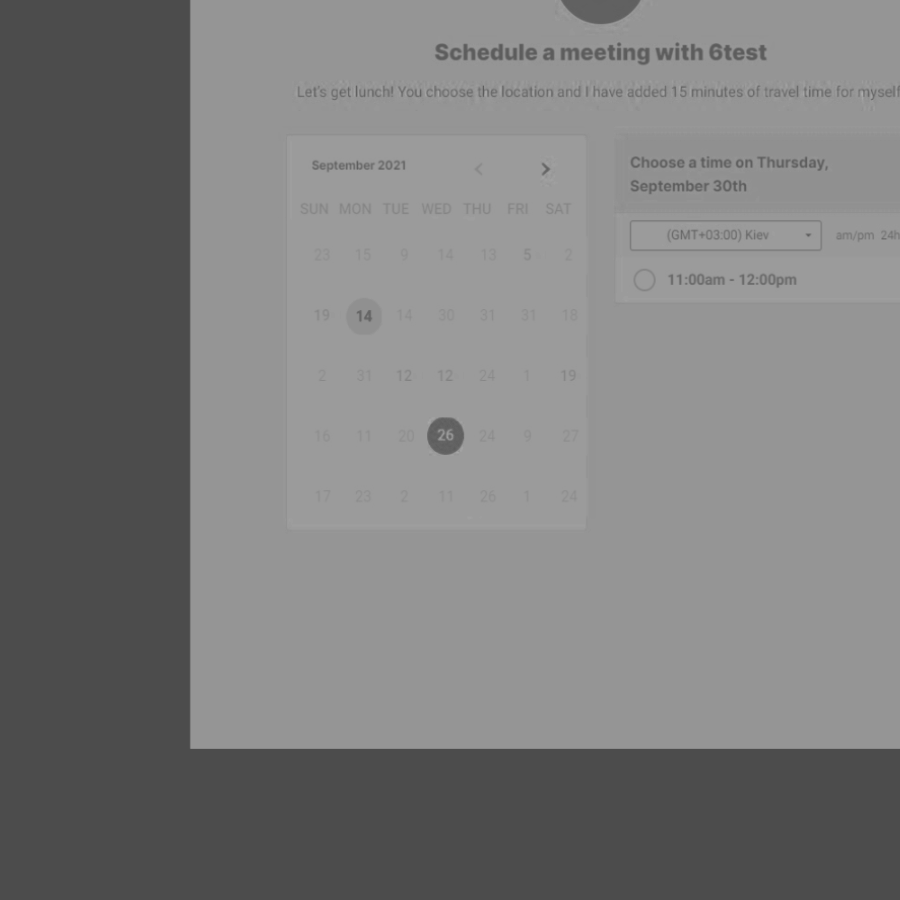 Schedule a meeting with 6test
Let's get lunch! You choose the location and I have added 15 minutes of travel time for myself
September 2021
SUN MON TUE WED THU FRI SAT
23 15 9 14 13 5 2
19 14 14 30 31 31 18
2 31 12 12 24 1 19
16 11 20 26 24 9 27
17 23 2 11 26 1 24
Choose a time on Thursday,
September 30th
(GMT+03:00) Kiev am/pm 24h
11:00am - 12:00pm